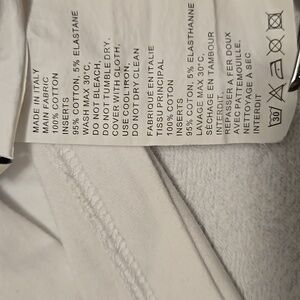 MADE IN ITALY
MAIN FABRIC
100% COTTON
INSERTS
95% COTTON, 5% ELASTANE
WASH MAX 30°C,
DO NOT BLEACH,
DO NOT TUMBLE DRY,
COVER WITH CLOTH,
USE COOL IRON,
DO NOT DRY CLEAN
FABRIQUÉ EN ITALIE
TISSU PRINCIPAL
100% COTON
INSERTS
95% COTON, 5% ELASTHANNE
LAVAGE MAX 30°C,
SÉCHAGE EN TAMBOUR
INTERDIT
REPASSER A FER DOUX
AVEC PATTEMOUILLE,
NETTOYAGE A SEC
INTERDIT
30